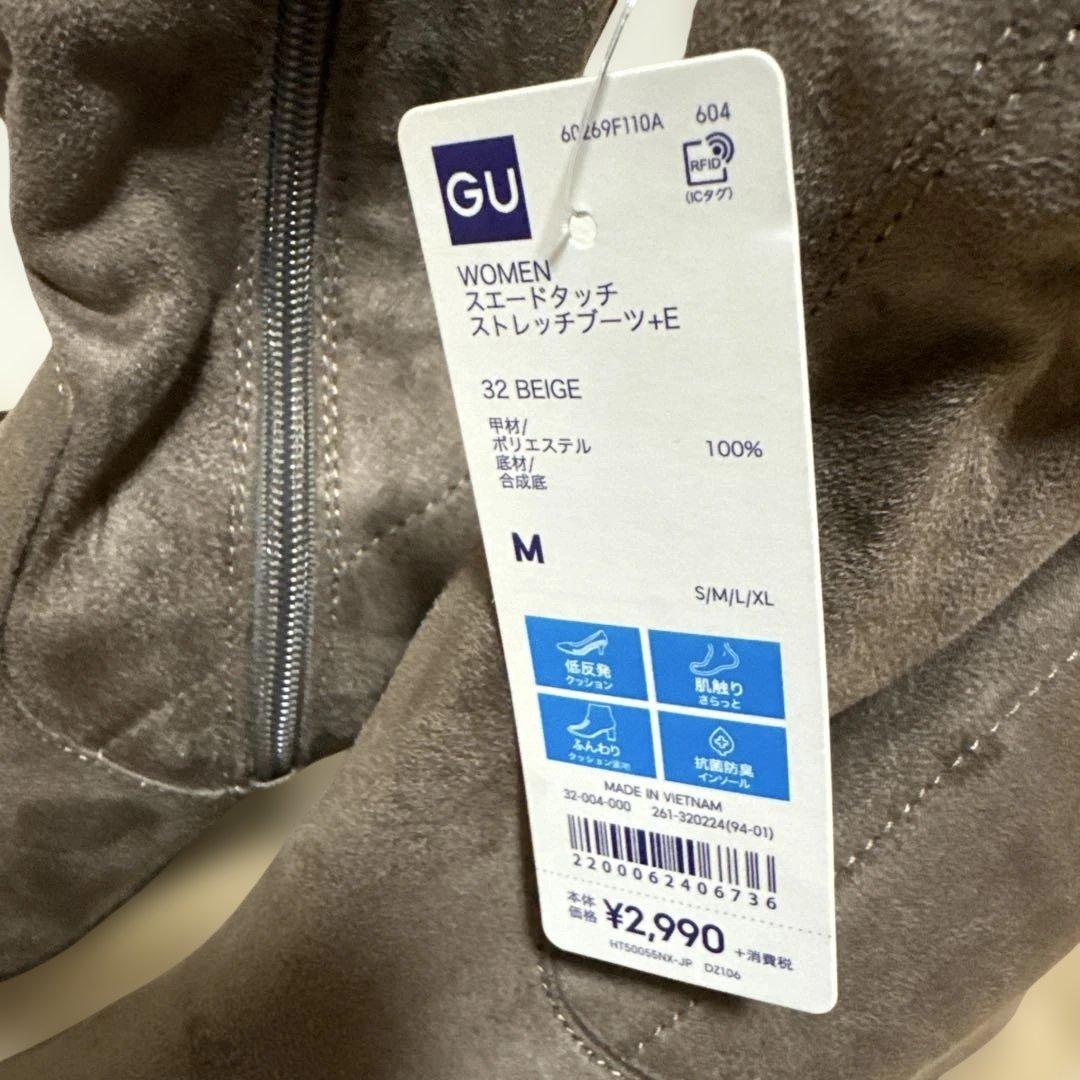 60269F110A 604
GU
RFID
(ICタグ)
WOMEN
スエードタッチ
ストレッチブーツ+E
32 BEIGE
甲材/
ポリエステル 100%
底材/
合成底
M
S/M/L/XL
低反発
クッション
肌触り
さらっと
ふんわり
クッション裏地
抗菌防臭
インソール
MADE IN VIETNAM
32-004-000 261-320224(94-01)
2200062406736
本体
価格 ¥2,990 +消費税
HT50055NX-JP DZ106